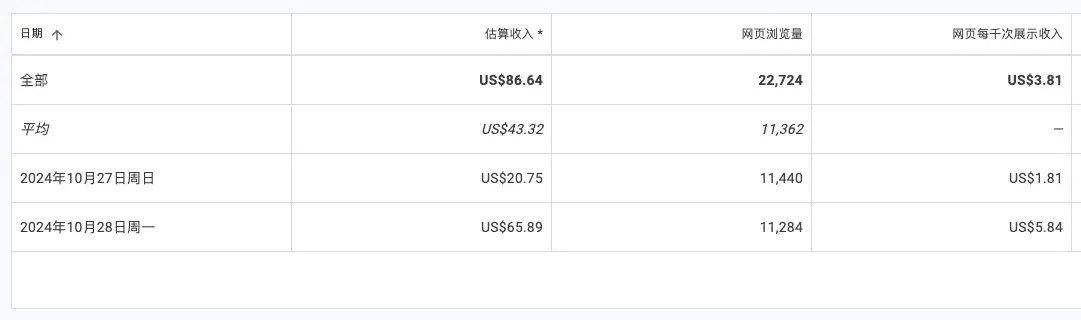 日期 ↑ 估算收入 * 网页浏览量 网页每千次展示收入
全部 US$86.64 22,724 US$3.81
平均 US$43.32 11,362 —
2024年10月27日周日 US$20.75 11,440 US$1.81
2024年10月28日周一 US$65.89 11,284 US$5.84